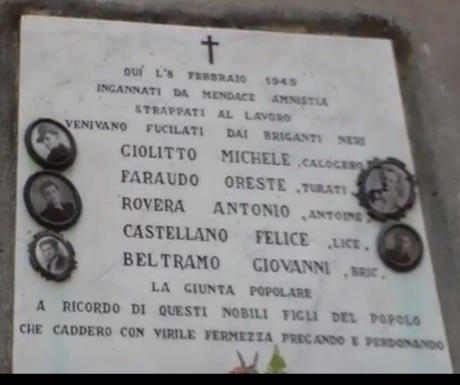 QUI L'8 FEBBRAIO 1945
INGANNATI DA MENDACE AMNISTIA
STRAPPATI AL LAVORO
VENIVANO FUCILATI DAI BRIGANTI NERI
GIOLITTO MICHELE "CALOGERO"
FARAUDO ORESTE "TURATI"
ROVERA ANTONIO "ANTOINE"
CASTELLANO FELICE "LICE"
BELTRAMO GIOVANNI "BRIC"
LA GIUNTA POPOLARE
A RICORDO DI QUESTI NOBILI FIGLI DEL POPOLO
CHE CADDERO CON VIRILE FERMEZZA PREGANDO E PERDONANDO